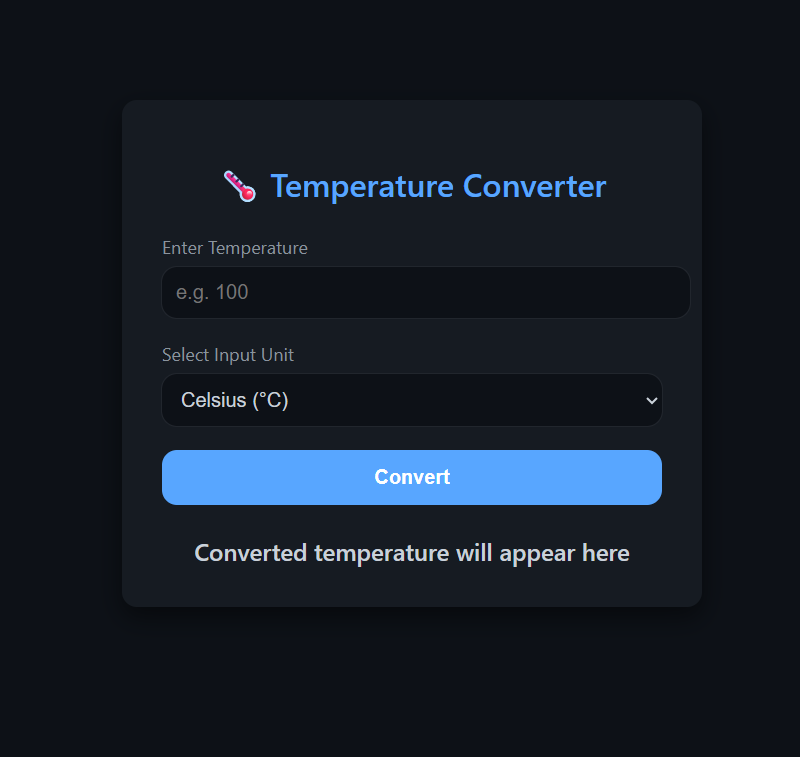 🌡️ Temperature Converter
Enter Temperature
e.g. 100
Select Input Unit
Celsius (°C)
Convert
Converted temperature will appear here